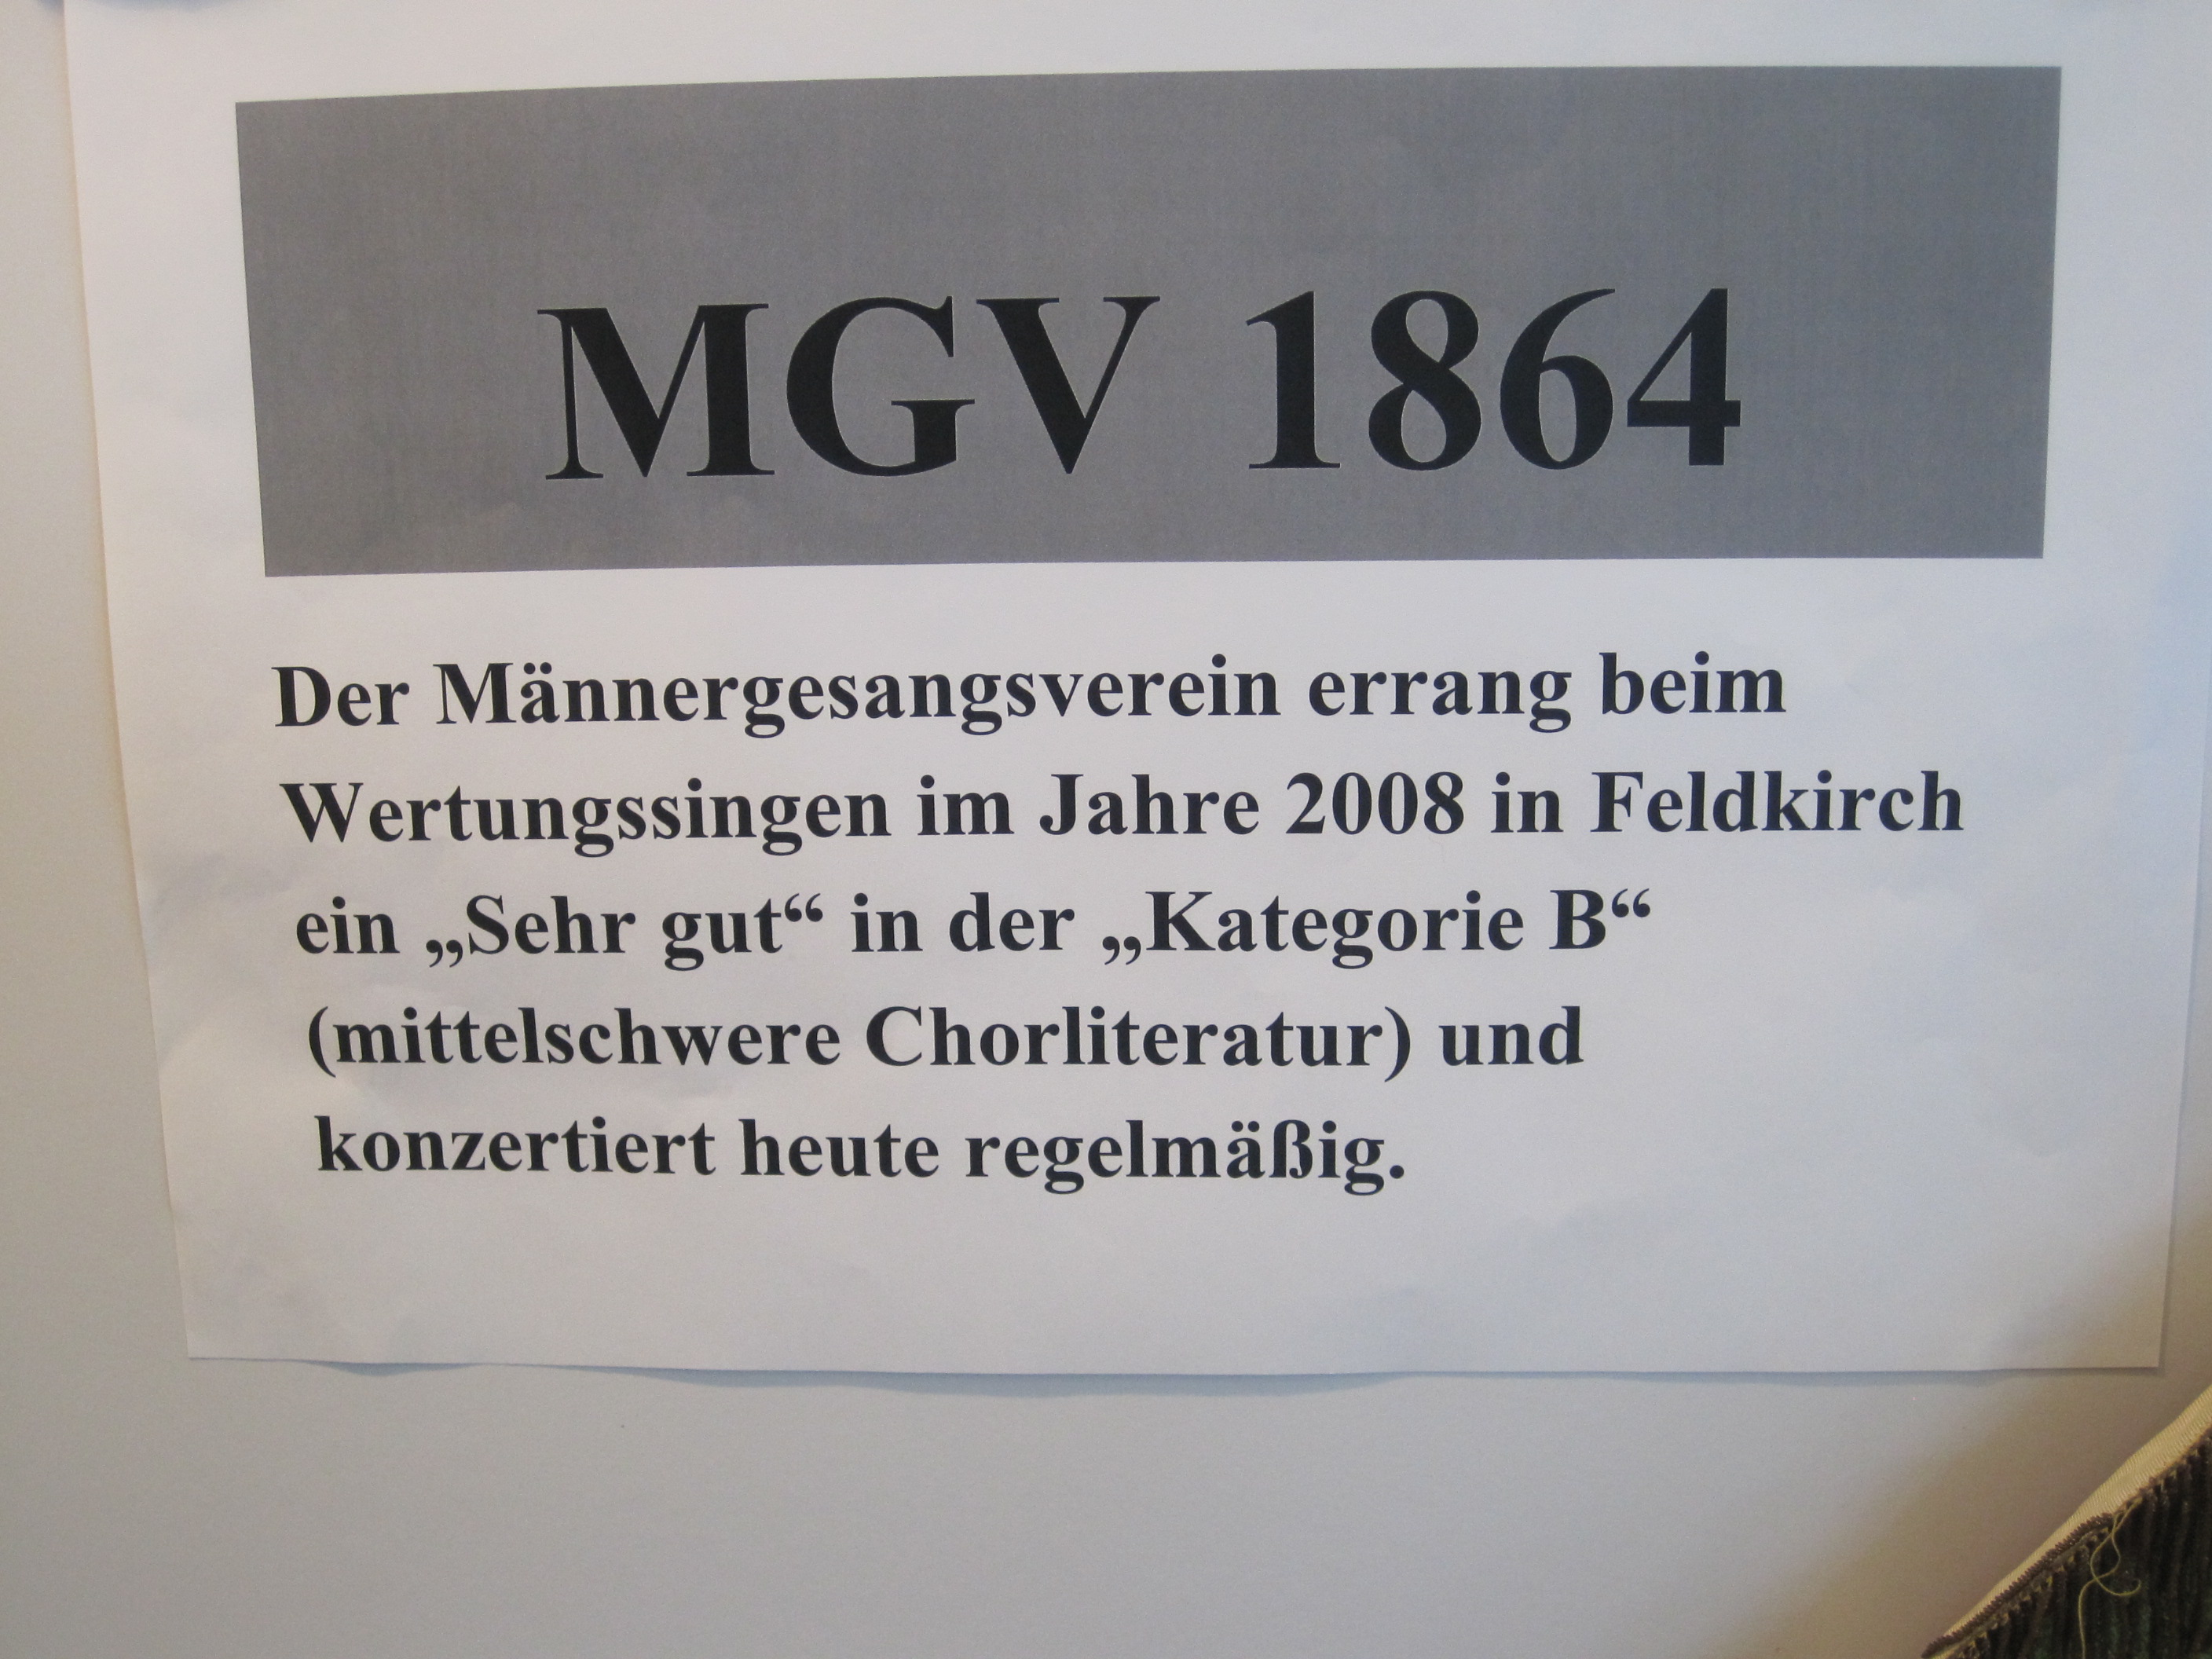 MGV 1864
Der Männergesangsverein errang beim
Wertungssingen im Jahre 2008 in Feldkirch
ein „Sehr gut“ in der „Kategorie B“
(mittelschwere Chorliteratur) und
konzertiert heute regelmäßig.